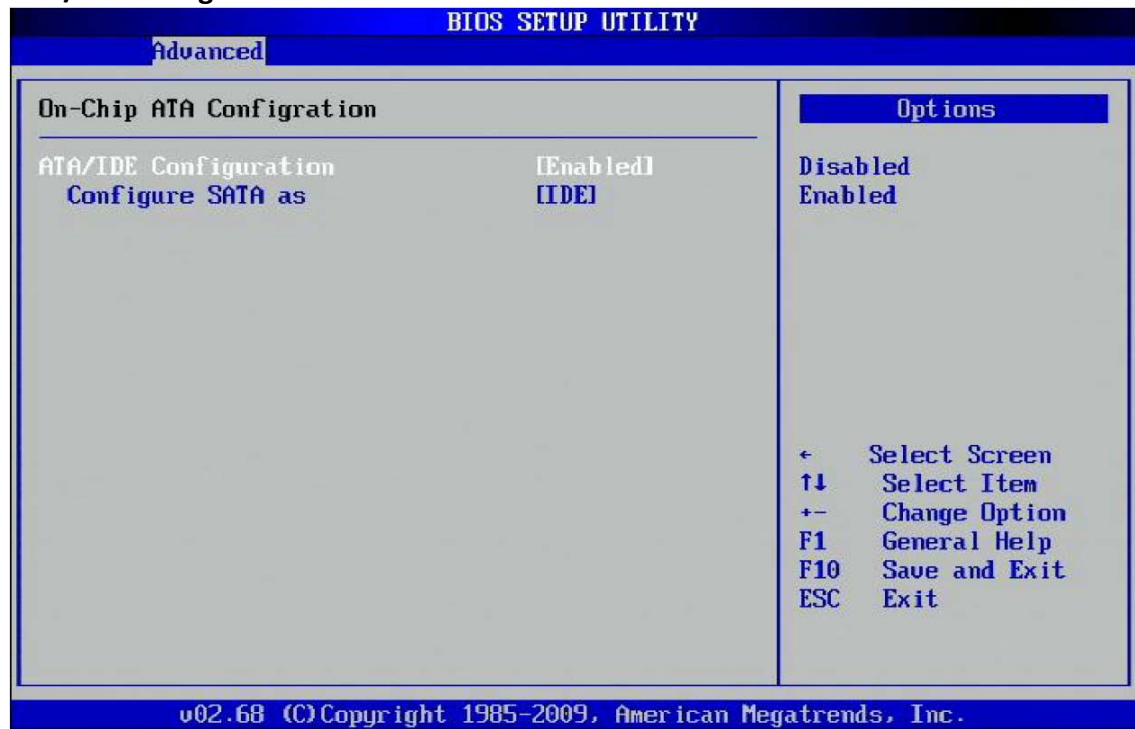 BIOS SETUP UTILITY
Advanced
On-Chip ATA Configration
ATA/IDE Configuration [Enabled]
Configure SATA as [IDE]
Options
Disabled
Enabled
← Select Screen
↑↓ Select Item
+- Change Option
F1 General Help
F10 Save and Exit
ESC Exit
v02.68 (C)Copyright 1985-2009, American Megatrends, Inc.